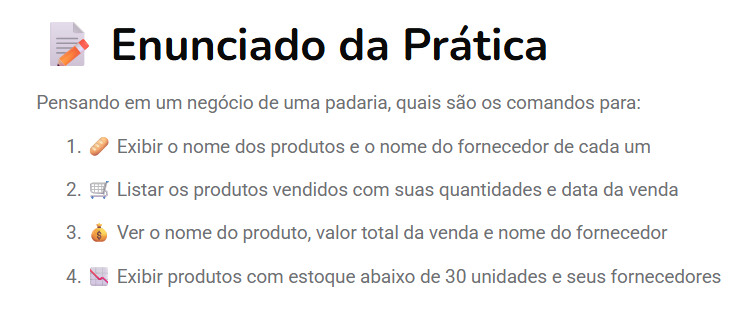 📝 Enunciado da Prática
Pensando em um negócio de uma padaria, quais são os comandos para:
1. 🥖 Exibir o nome dos produtos e o nome do fornecedor de cada um
2. 🛒 Listar os produtos vendidos com suas quantidades e data da venda
3. 💰 Ver o nome do produto, valor total da venda e nome do fornecedor
4. 📉 Exibir produtos com estoque abaixo de 30 unidades e seus fornecedores